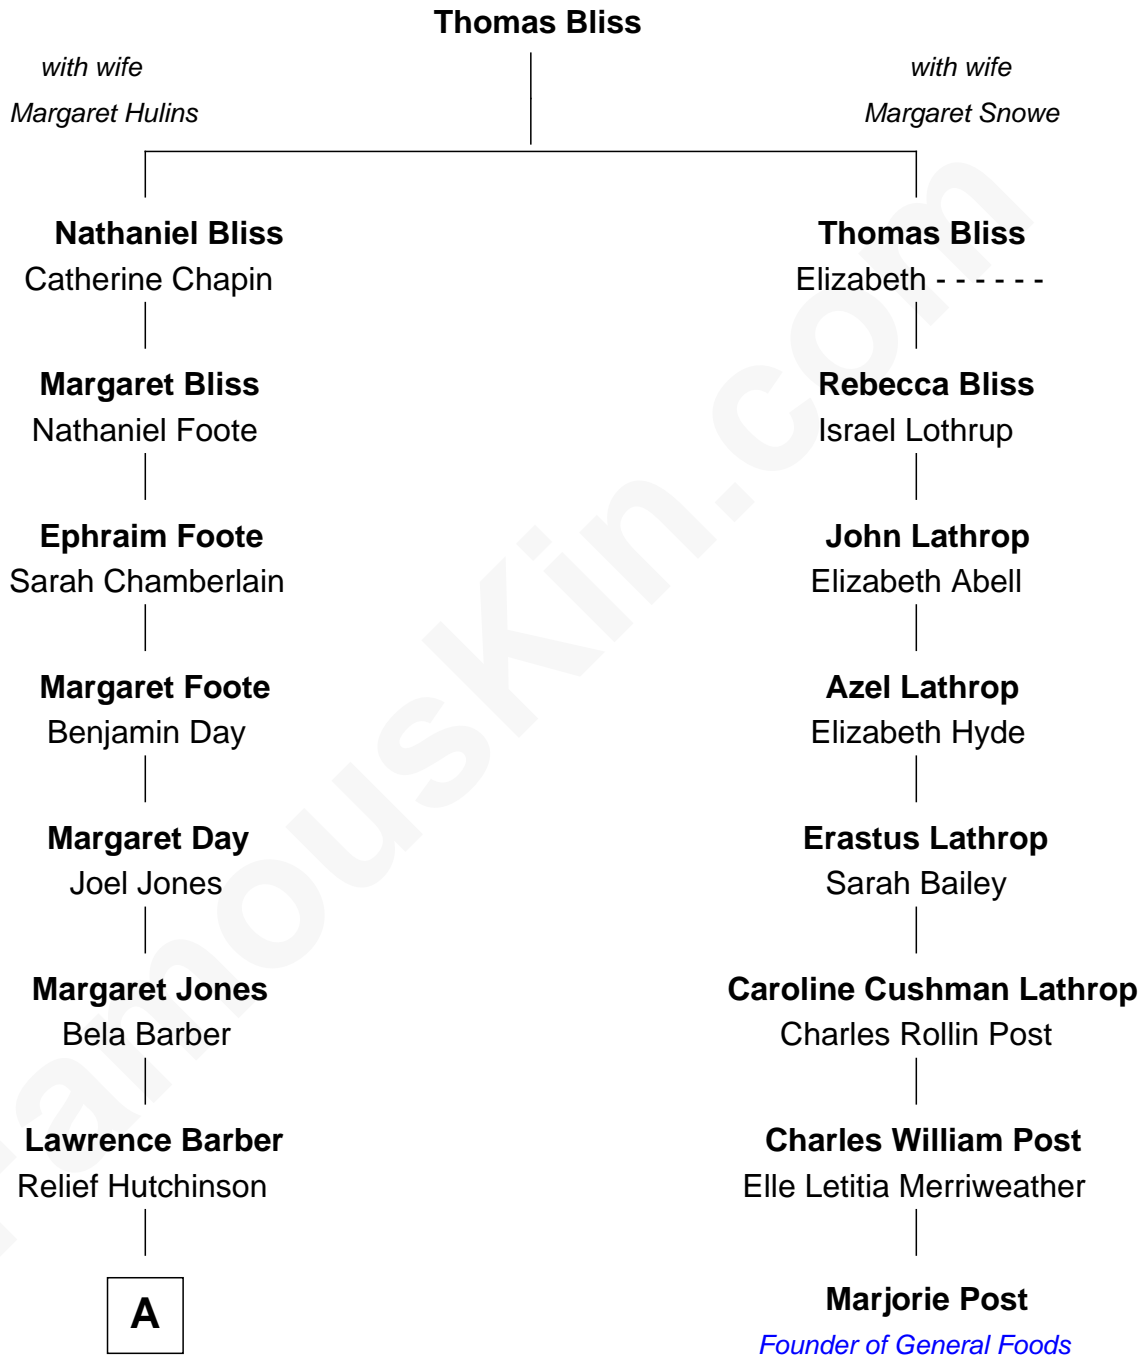 Thomas Bliss
with wife
Margaret Hulins
with wife
Margaret Snowe
Nathaniel Bliss
Catherine Chapin
Thomas Bliss
Elizabeth - - - - - -
Margaret Bliss
Nathaniel Foote
Rebecca Bliss
Israel Lothrup
Ephraim Foote
Sarah Chamberlain
John Lathrop
Elizabeth Abell
Margaret Foote
Benjamin Day
Azel Lathrop
Elizabeth Hyde
Margaret Day
Joel Jones
Erastus Lathrop
Sarah Bailey
Margaret Jones
Bela Barber
Caroline Cushman Lathrop
Charles Rollin Post
Lawrence Barber
Relief Hutchinson
Charles William Post
Elle Letitia Merriweather
A
Marjorie Post
Founder of General Foods
FamousKin.com